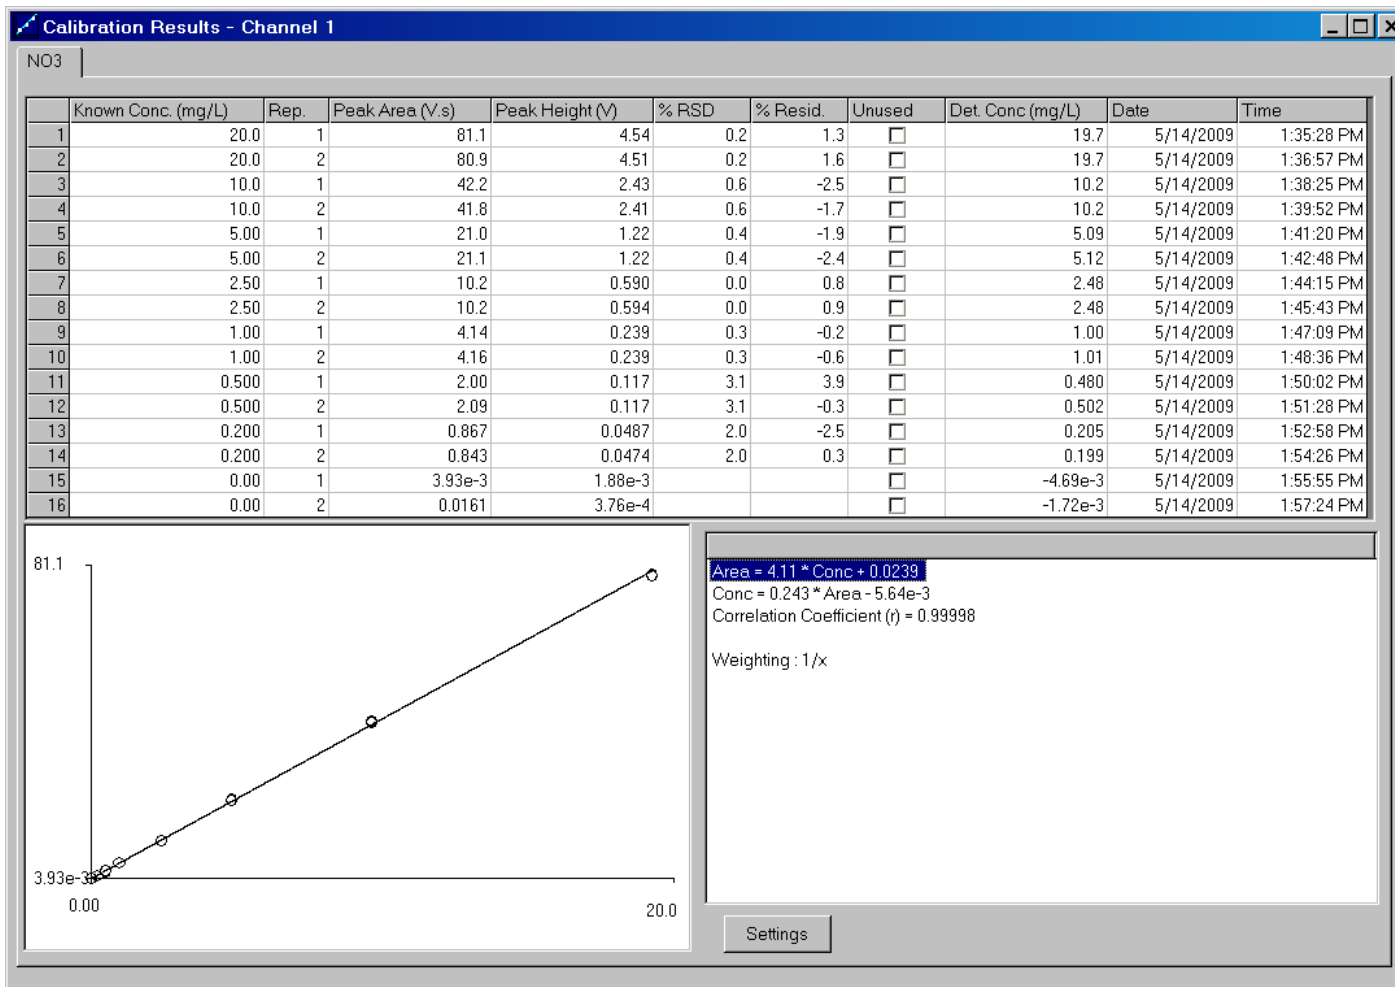 Calibration Results - Channel 1
NO3
Known Conc. (mg/L) Rep. Peak Area (V.s) Peak Height (V) % RSD % Resid. Unused Det. Conc (mg/L) Date Time
1 20.0 1 81.1 4.54 0.2 1.3 19.7 5/14/2009 1:35:28 PM
2 20.0 2 80.9 4.51 0.2 1.6 19.7 5/14/2009 1:36:57 PM
3 10.0 1 42.2 2.43 0.6 -2.5 10.2 5/14/2009 1:38:25 PM
4 10.0 2 41.8 2.41 0.6 -1.7 10.2 5/14/2009 1:39:52 PM
5 5.00 1 21.0 1.22 0.4 -1.9 5.09 5/14/2009 1:41:20 PM
6 5.00 2 21.1 1.22 0.4 -2.4 5.12 5/14/2009 1:42:48 PM
7 2.50 1 10.2 0.590 0.0 0.8 2.48 5/14/2009 1:44:15 PM
8 2.50 2 10.2 0.594 0.0 0.9 2.48 5/14/2009 1:45:43 PM
9 1.00 1 4.14 0.239 0.3 -0.2 1.00 5/14/2009 1:47:09 PM
10 1.00 2 4.16 0.239 0.3 -0.6 1.01 5/14/2009 1:48:36 PM
11 0.500 1 2.00 0.117 3.1 3.9 0.480 5/14/2009 1:50:02 PM
12 0.500 2 2.09 0.117 3.1 -0.3 0.502 5/14/2009 1:51:28 PM
13 0.200 1 0.867 0.0487 2.0 -2.5 0.205 5/14/2009 1:52:58 PM
14 0.200 2 0.843 0.0474 2.0 0.3 0.199 5/14/2009 1:54:26 PM
15 0.00 1 3.93e-3 1.88e-3 -4.69e-3 5/14/2009 1:55:55 PM
16 0.00 2 0.0161 3.76e-4 -1.72e-3 5/14/2009 1:57:24 PM
81.1
3.93e-3
0.00 20.0
Area = 4.11 * Conc + 0.0239
Conc = 0.243 * Area - 5.64e-3
Correlation Coefficient (r) = 0.99998
Weighting : 1/x
Settings